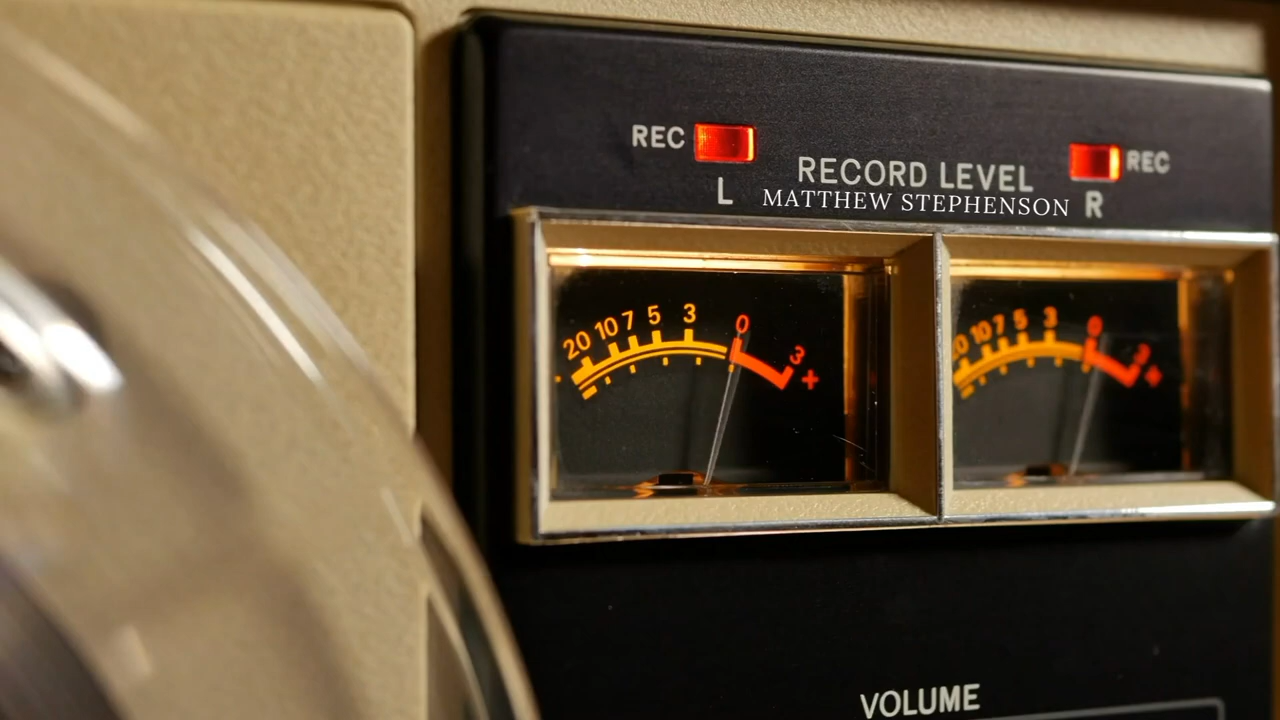 REC
REC
RECORD LEVEL
L
MATTHEW STEPHENSON
R
20 10 7 5 3 0 3 +
20 10 7 5 3 0 3 +
VOLUME